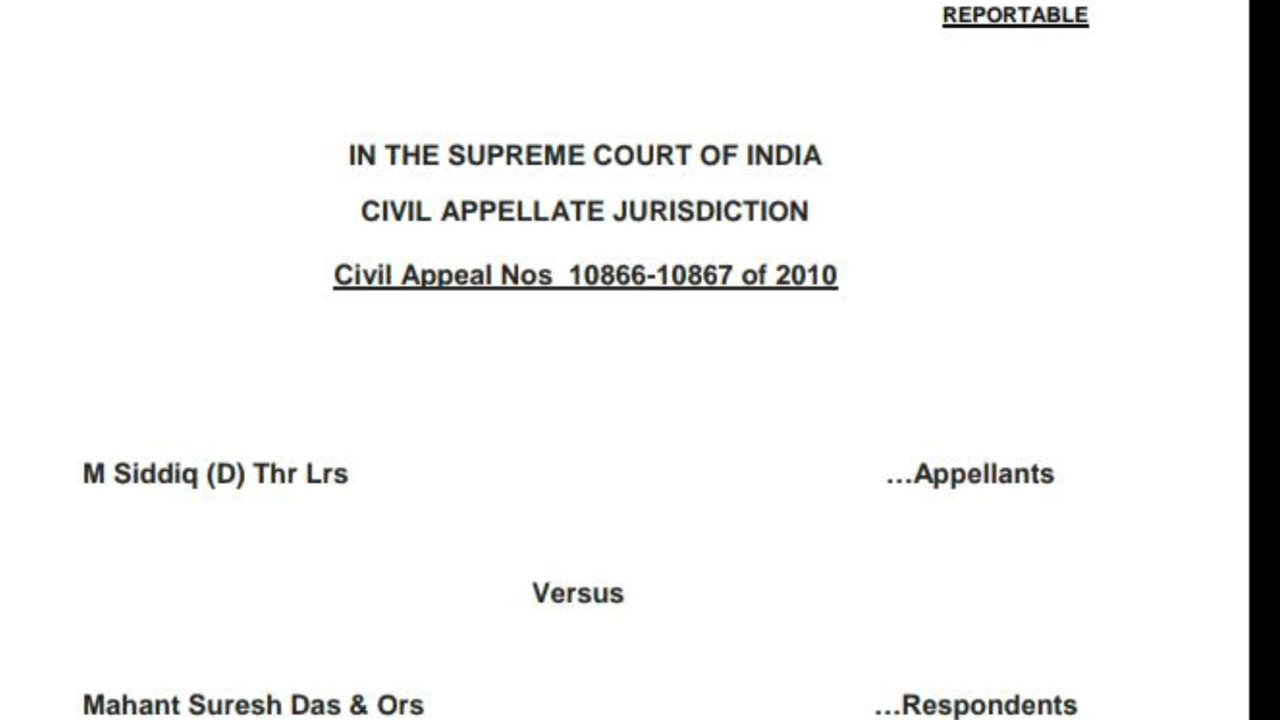 REPORTABLE
IN THE SUPREME COURT OF INDIA
CIVIL APPELLATE JURISDICTION
Civil Appeal Nos 10866-10867 of 2010
M Siddiq (D) Thr Lrs ...Appellants
Versus
Mahant Suresh Das & Ors ...Respondents